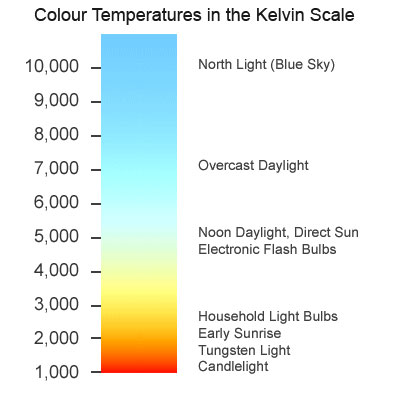 Colour Temperatures in the Kelvin Scale
10,000 North Light (Blue Sky)
9,000
8,000
7,000 Overcast Daylight
6,000
5,000 Noon Daylight, Direct Sun
Electronic Flash Bulbs
4,000
3,000
Household Light Bulbs
2,000 Early Sunrise
Tungsten Light
1,000 Candlelight